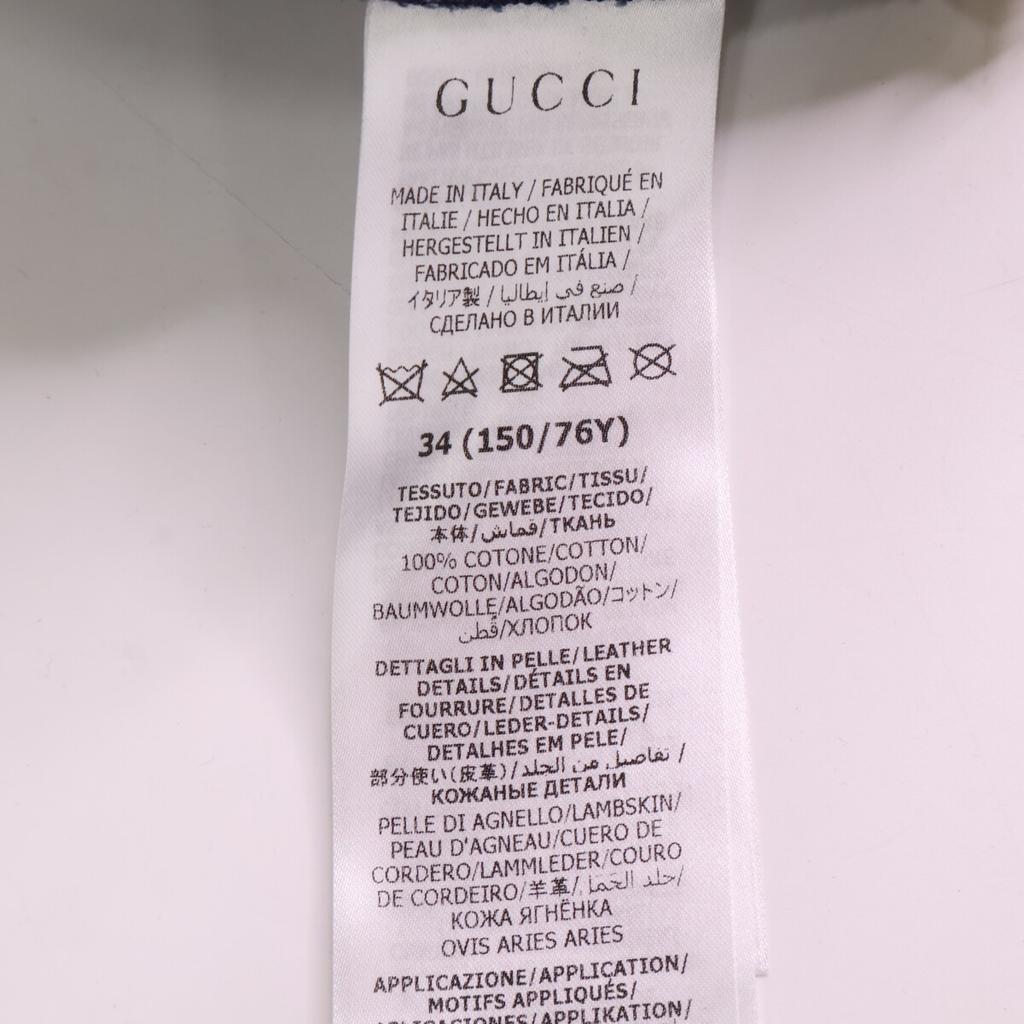 GUCCI
MADE IN ITALY / FABRIQUÉ EN
ITALIE / HECHO EN ITALIA /
HERGESTELLT IN ITALIEN /
FABRICADO EM ITÁLIA /
イタリア製 / صنع في إيطاليا /
СДЕЛАНО В ИТАЛИИ
34 (150/76Y)
TESSUTO/FABRIC/TISSU/
TEJIDO/GEWEBE/TECIDO/
本体/قماش/ТКАНЬ
100% COTONE/COTTON/
COTON/ALGODON/
BAUMWOLLE/ALGODÃO/コットン/
قُطن/ХЛОПОК
DETTAGLI IN PELLE/LEATHER
DETAILS/DÉTAILS EN
FOURRURE/DETALLES DE
CUERO/LEDER-DETAILS/
DETALHES EM PELE/
部分使い(皮革)/تفاصيل من الجلد /
КОЖАНЫЕ ДЕТАЛИ
PELLE DI AGNELLO/LAMBSKIN/
PEAU D'AGNEAU/CUERO DE
CORDERO/LAMMLEDER/COURO
DE CORDEIRO/羊革/جلد الحَمَل/
КОЖА ЯГНЁНКА
OVIS ARIES ARIES
APPLICAZIONE/APPLICATION/
MOTIFS APPLIQUÉS/
APLICACIONES/APPLIKATION/